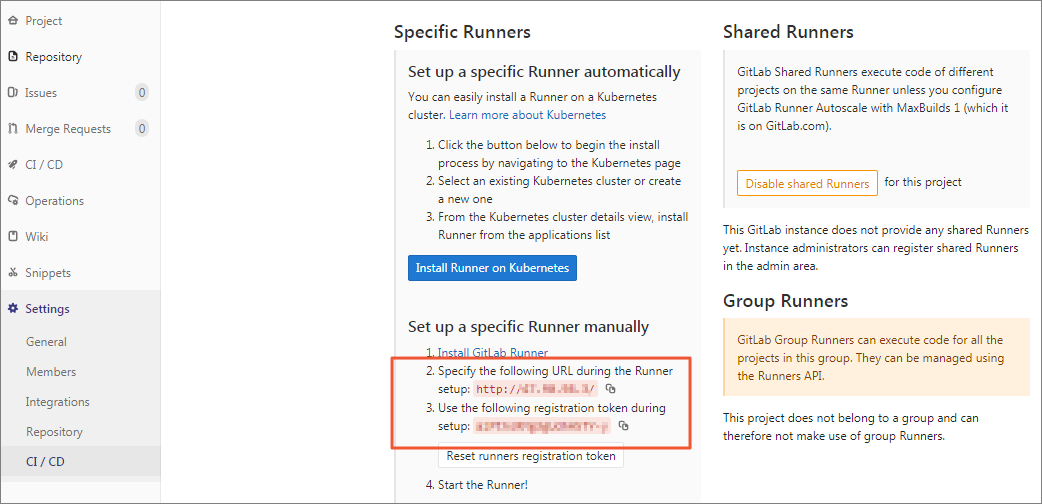 Project
Repository
Issues 0
Merge Requests 0
CI / CD
Operations
Wiki
Snippets
Settings
General
Members
Integrations
Repository
CI / CD
Specific Runners
Set up a specific Runner automatically
You can easily install a Runner on a Kubernetes
cluster. Learn more about Kubernetes
1. Click the button below to begin the install
process by navigating to the Kubernetes page
2. Select an existing Kubernetes cluster or create
a new one
3. From the Kubernetes cluster details view, install
Runner from the applications list
Install Runner on Kubernetes
Set up a specific Runner manually
1. Install GitLab Runner
2. Specify the following URL during the Runner
setup: http://
3. Use the following registration token during
setup:
Reset runners registration token
4. Start the Runner!
Shared Runners
GitLab Shared Runners execute code of different
projects on the same Runner unless you configure
GitLab Runner Autoscale with MaxBuilds 1 (which it
is on GitLab.com).
Disable shared Runners for this project
This GitLab instance does not provide any shared Runners
yet. Instance administrators can register shared Runners
in the admin area.
Group Runners
GitLab Group Runners can execute code for all the
projects in this group. They can be managed using
the Runners API.
This project does not belong to a group and can
therefore not make use of group Runners.